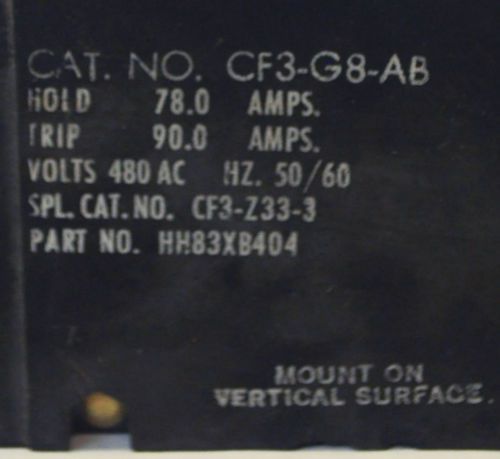 CAT. NO. CF3-G8-AB
HOLD 78.0 AMPS.
TRIP 90.0 AMPS.
VOLTS 480 AC HZ. 50/60
SPL. CAT. NO. CF3-Z33-3
PART NO. HH83XB404
MOUNT ON
VERTICAL SURFACE.